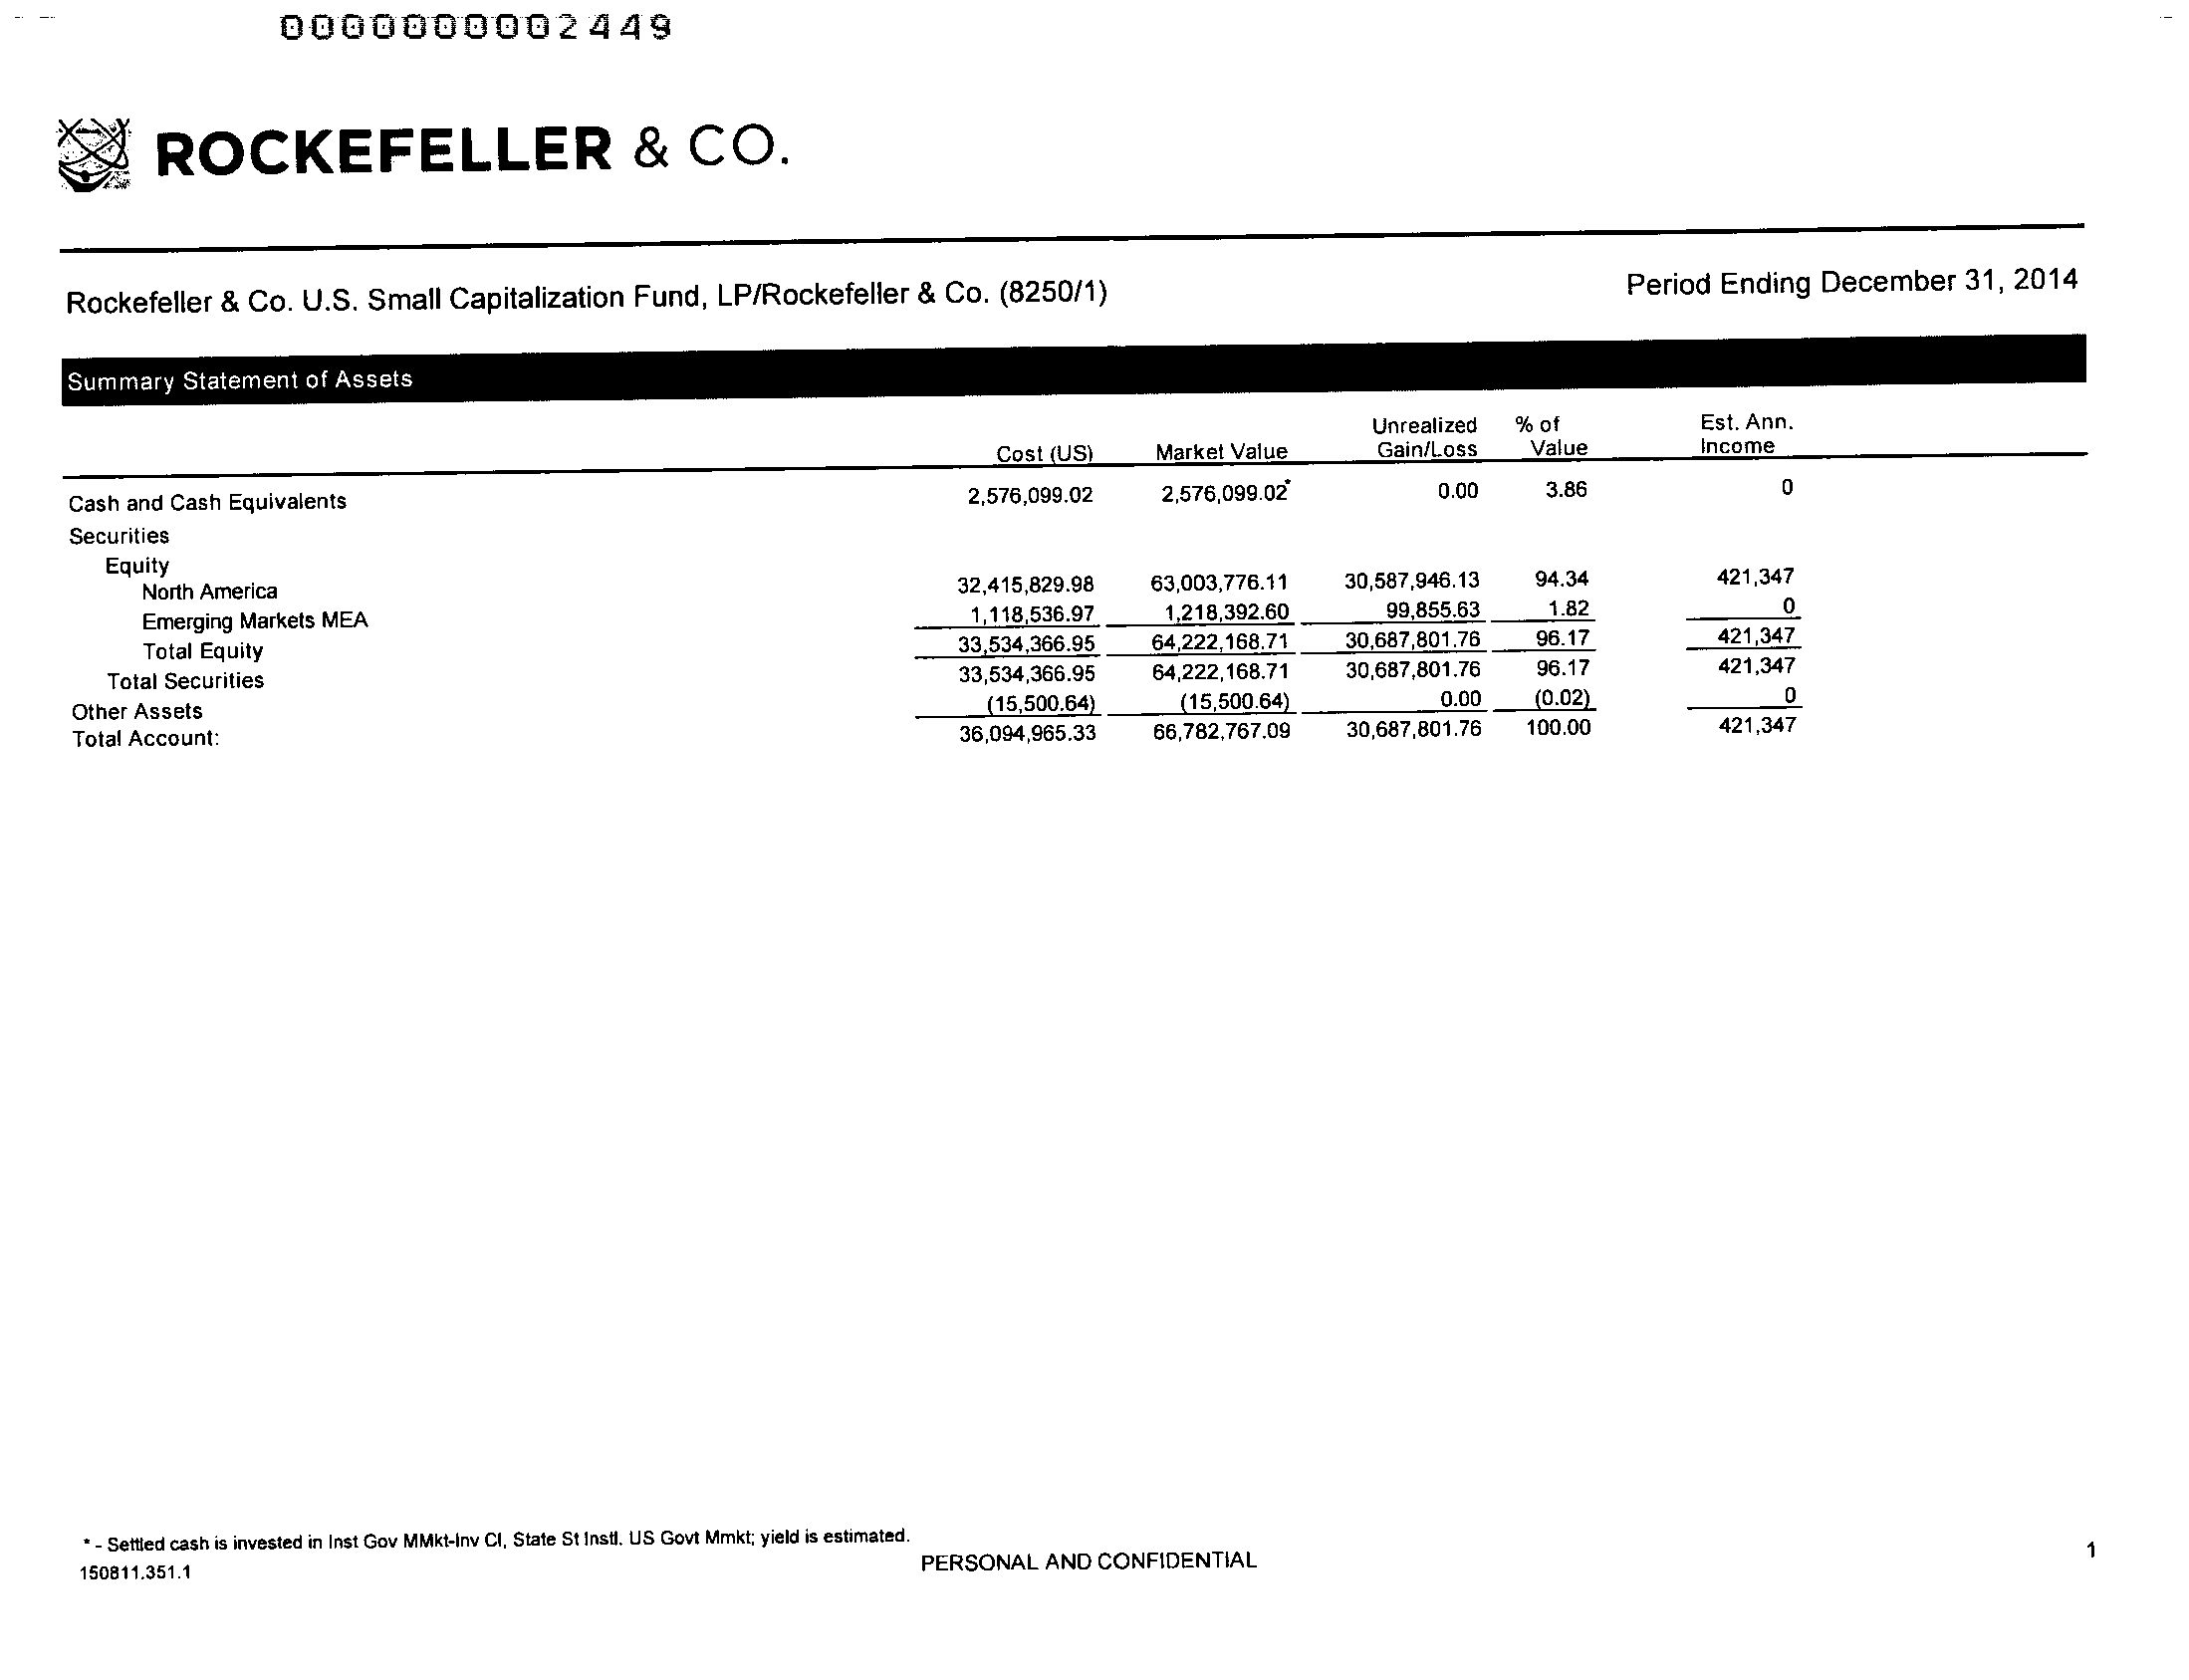 0000000002449
ROCKEFELLER & CO.
Rockefeller & Co. U.S. Small Capitalization Fund, LP/Rockefeller & Co. (8250/1) Period Ending December 31, 2014
Summary Statement of Assets
Unrealized % of Est. Ann.
Cost (US) Market Value Gain/Loss Value Income
Cash and Cash Equivalents 2,576,099.02 2,576,099.02* 0.00 3.86 0
Securities
Equity
North America 32,415,829.98 63,003,776.11 30,587,946.13 94.34 421,347
Emerging Markets MEA 1,118,536.97 1,218,392.60 99,855.63 1.82 0
Total Equity 33,534,366.95 64,222,168.71 30,687,801.76 96.17 421,347
Total Securities 33,534,366.95 64,222,168.71 30,687,801.76 96.17 421,347
Other Assets (15,500.64) (15,500.64) 0.00 (0.02) 0
Total Account: 36,094,965.33 66,782,767.09 30,687,801.76 100.00 421,347
* - Settled cash is invested in Inst Gov MMkt-Inv Cl, State St Instl. US Govt Mmkt; yield is estimated.
150811.351.1 PERSONAL AND CONFIDENTIAL 1